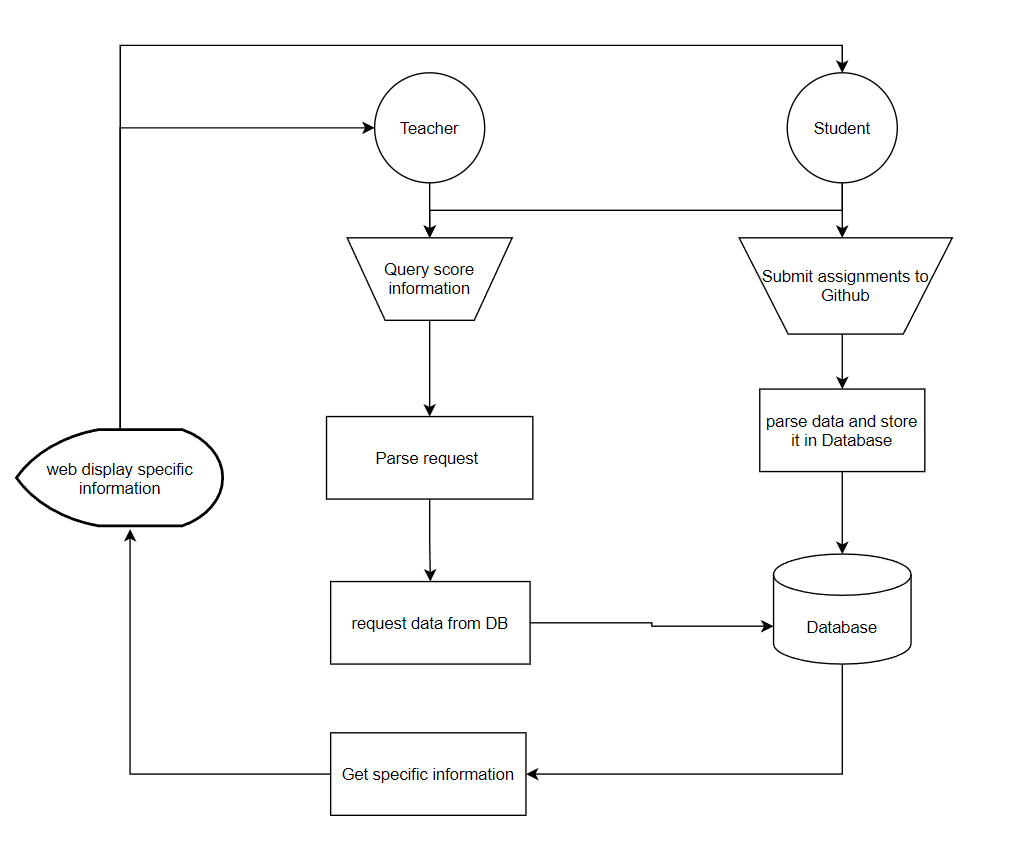 Teacher
Student
Query score
information
Submit assignments to
Github
parse data and store
it in Database
Parse request
web display specific
information
request data from DB
Database
Get specific information